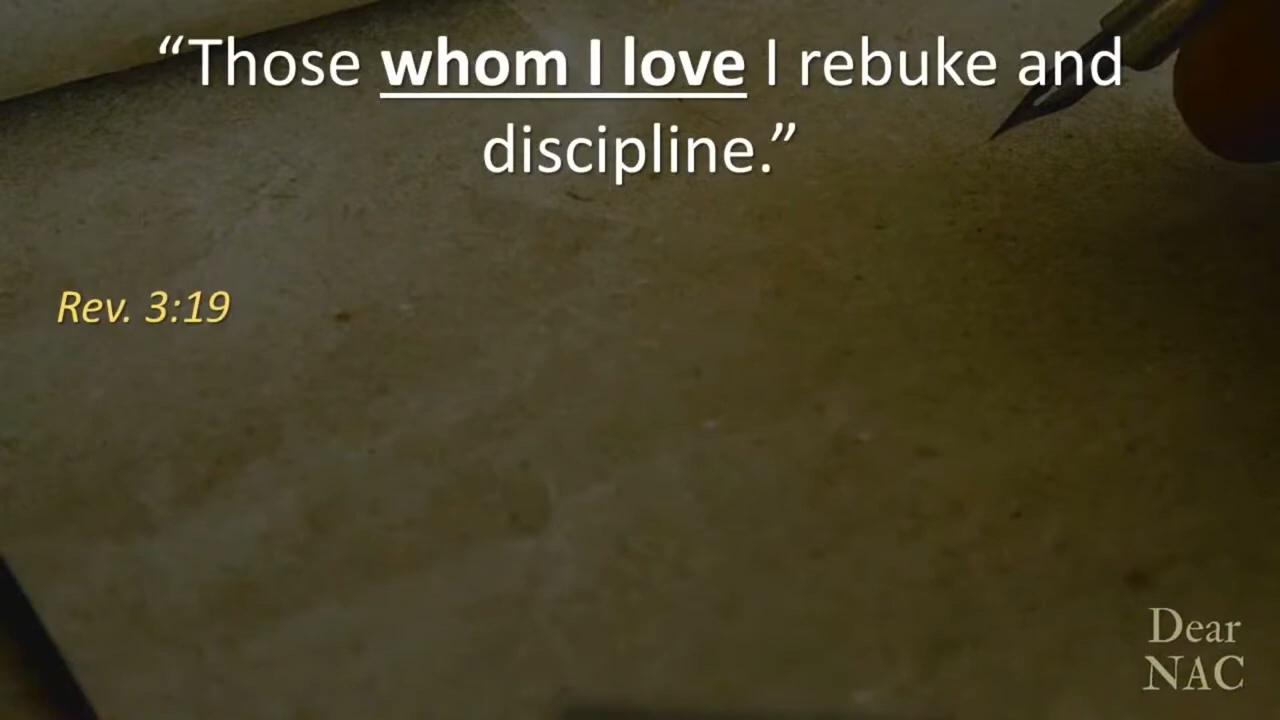 “Those whom I love I rebuke and
discipline.”
Rev. 3:19
Dear
NAC